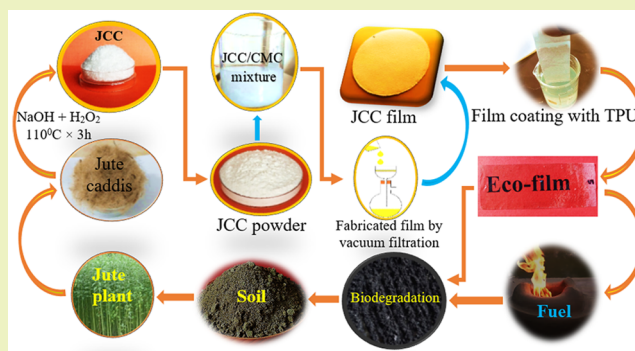 JCC
NaOH + H₂O₂
110⁰C × 3h
Jute
caddis
Jute
plant
JCC/CMC
mixture
JCC powder
Soil
JCC film
Fabricated film by
vacuum filtration
Biodegradation
Film coating with TPU
Eco-film
Fuel